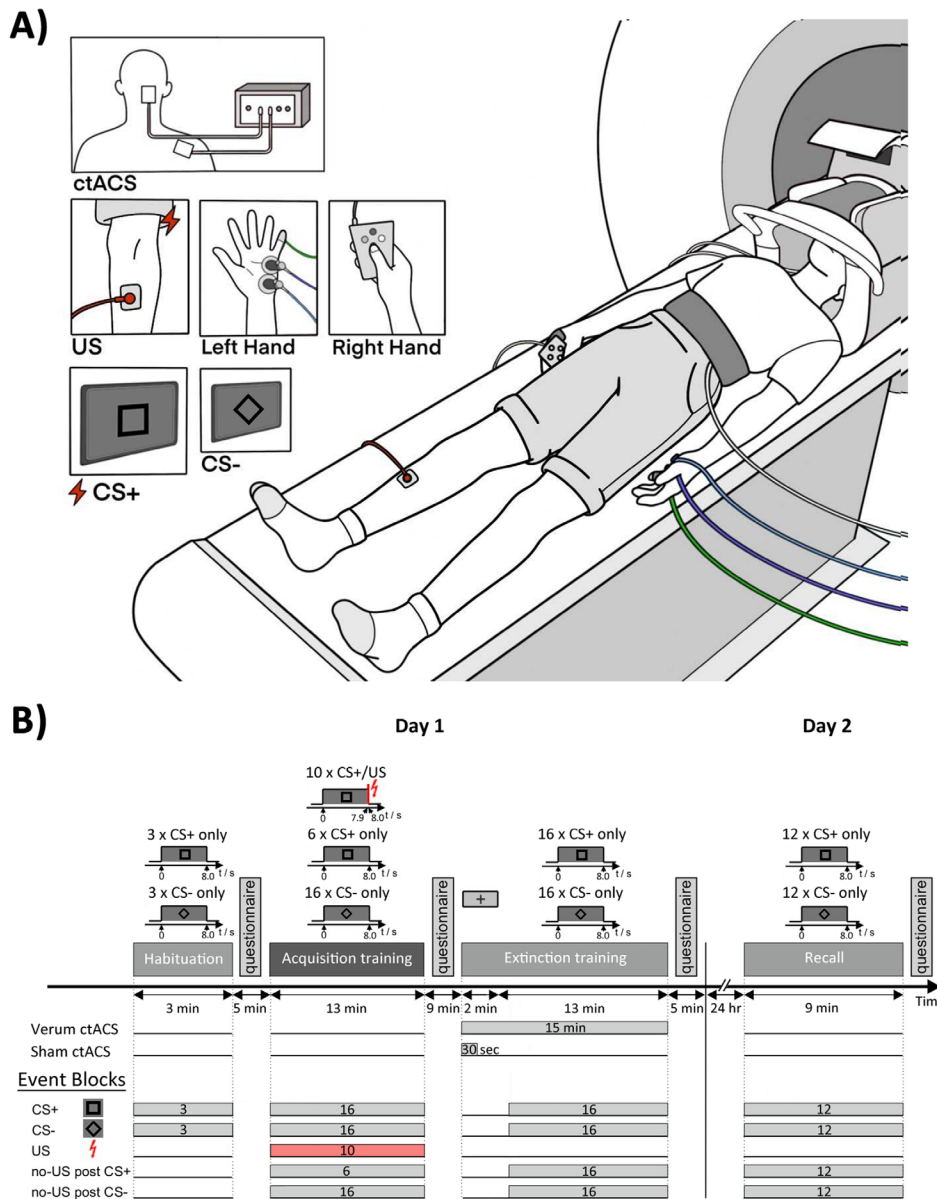 A)
ctACS
US
Left Hand
Right Hand
CS+
CS-
B)
Day 1
Day 2
10 x CS+/US
0 7.9 8.0 t / s
3 x CS+ only
6 x CS+ only
16 x CS+ only
12 x CS+ only
0 8.0 t / s
0 8.0 t / s
0 8.0 t / s
0 8.0 t / s
3 x CS- only
16 x CS- only
+
16 x CS- only
12 x CS- only
0 8.0 t / s
0 8.0 t / s
0 8.0 t / s
0 8.0 t / s
Habituation
questionnaire
Acquisition training
questionnaire
Extinction training
questionnaire
Recall
questionnaire
3 min
5 min
13 min
9 min
2 min
13 min
5 min
24 hr
9 min
Time
Verum ctACS 15 min
Sham ctACS 30 sec
Event Blocks
CS+ 3 16 16 12
CS- 3 16 16 12
US 10
no-US post CS+ 6 16 12
no-US post CS- 16 16 12